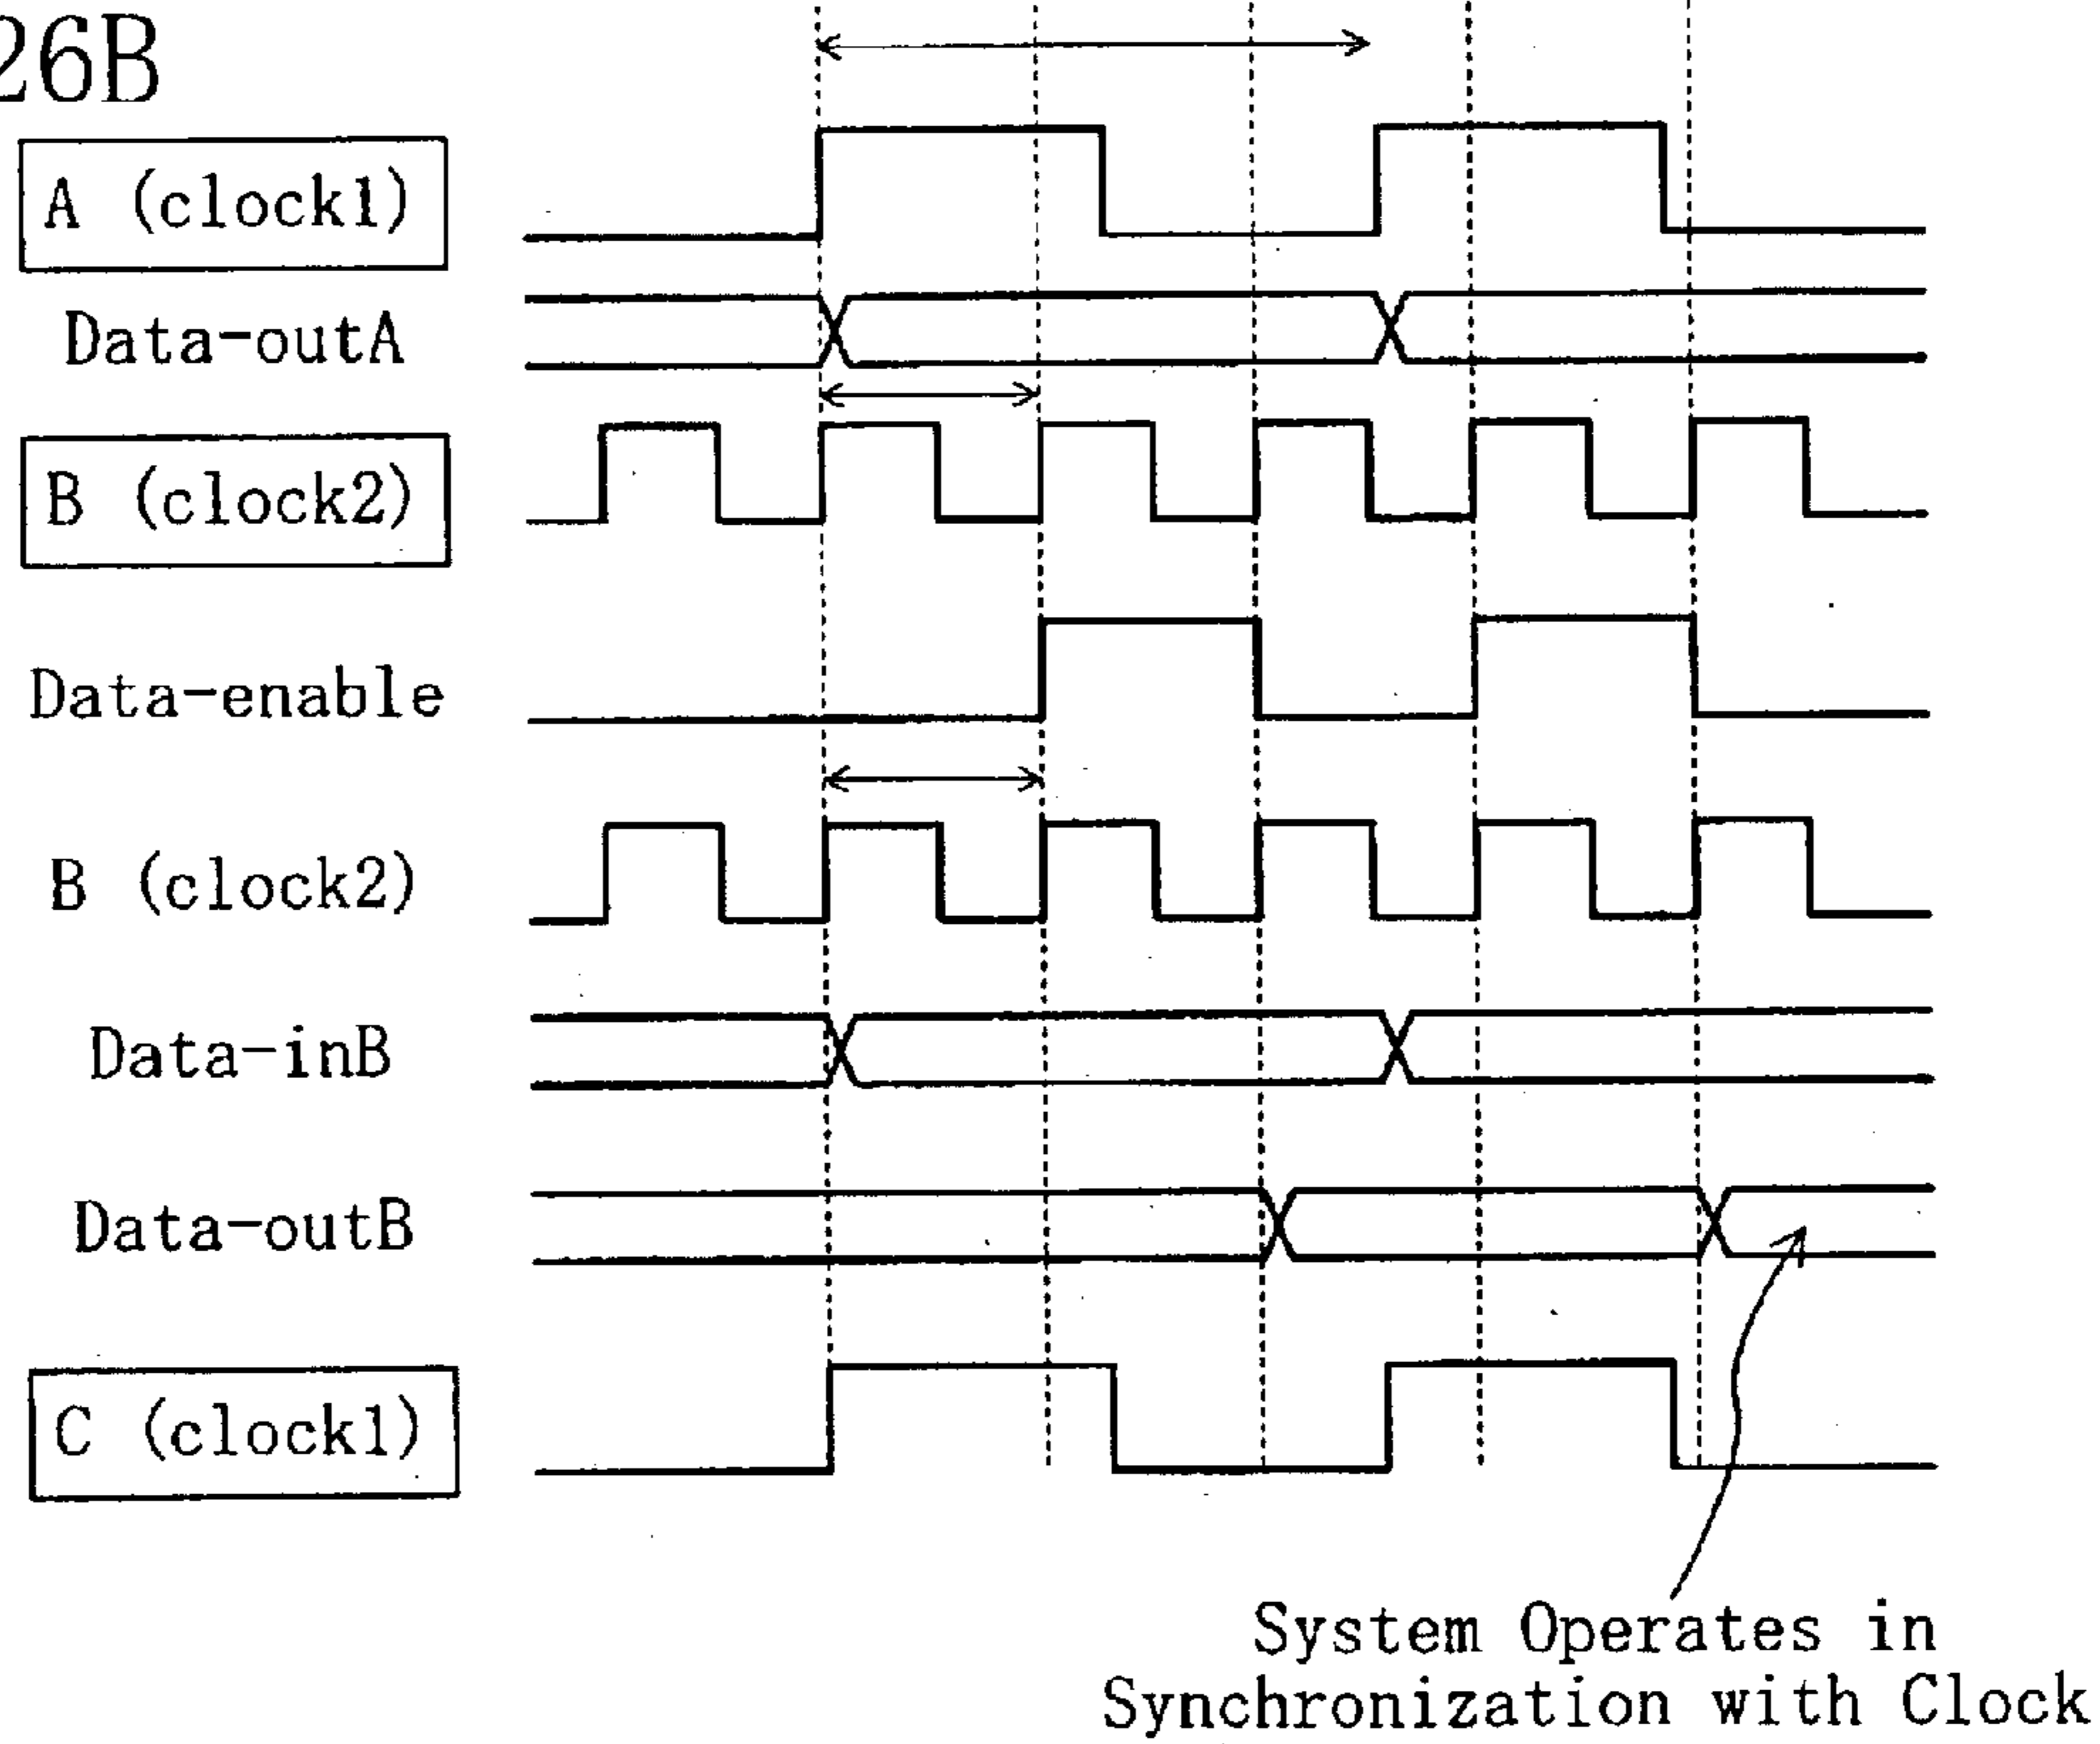 26B
A (clock1)
Data-outA
B (clock2)
Data-enable
B (clock2)
Data-inB
Data-outB
C (clock1)
System Operates in
Synchronization with Clock